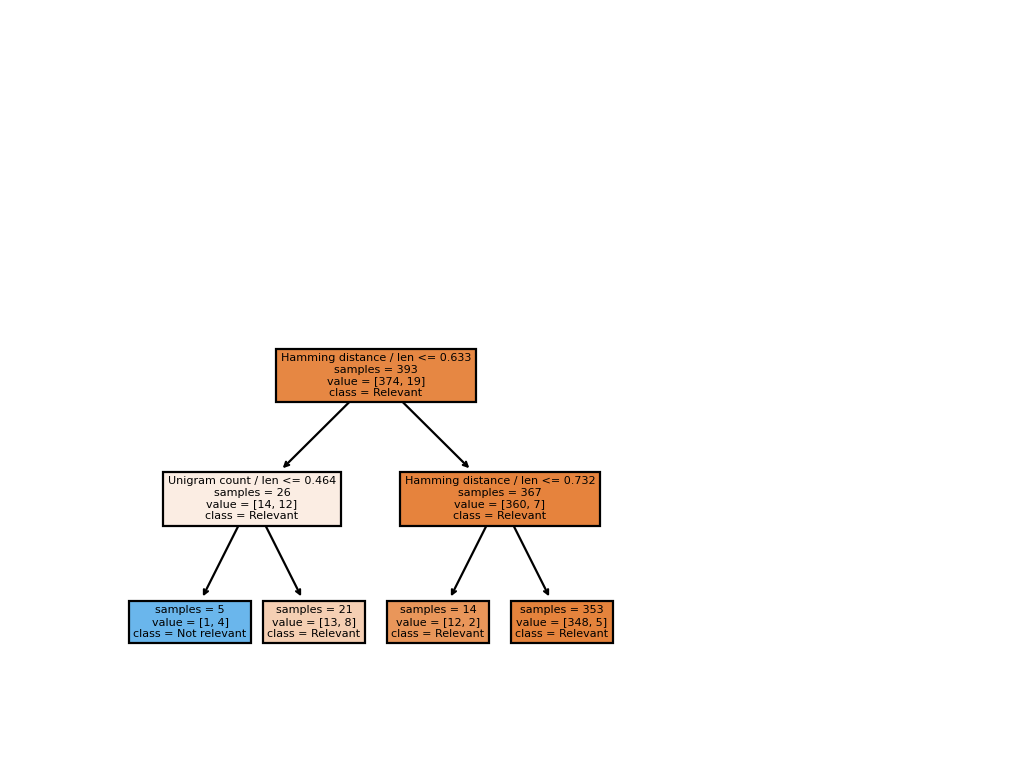 Hamming distance / len <= 0.633
samples = 393
value = [374, 19]
class = Relevant
Unigram count / len <= 0.464
samples = 26
value = [14, 12]
class = Relevant
Hamming distance / len <= 0.732
samples = 367
value = [360, 7]
class = Relevant
samples = 5
value = [1, 4]
class = Not relevant
samples = 21
value = [13, 8]
class = Relevant
samples = 14
value = [12, 2]
class = Relevant
samples = 353
value = [348, 5]
class = Relevant